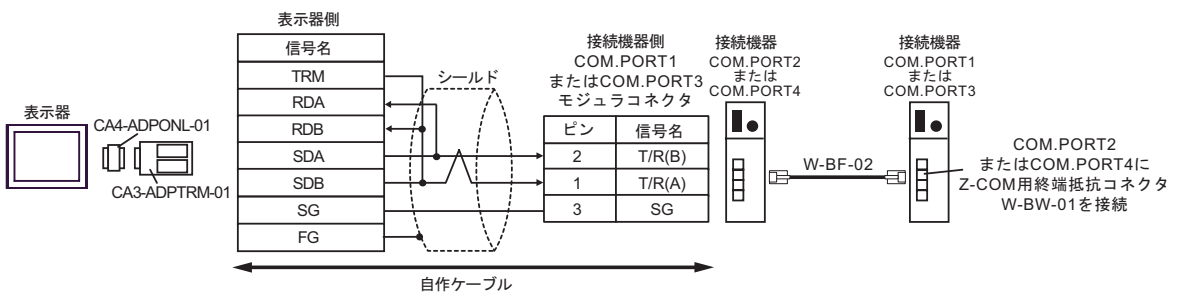 表示器
CA4-ADPONL-01
CA3-ADPTRM-01
表示器側
信号名
TRM
RDA
RDB
SDA
SDB
SG
FG
シールド
接続機器側
COM.PORT1
またはCOM.PORT3
モジュラコネクタ
ピン 信号名
2 T/R(B)
1 T/R(A)
3 SG
自作ケーブル
接続機器
COM.PORT2
または
COM.PORT4
W-BF-02
接続機器
COM.PORT1
または
COM.PORT3
COM.PORT2
またはCOM.PORT4に
Z-COM用終端抵抗コネクタ
W-BW-01を接続